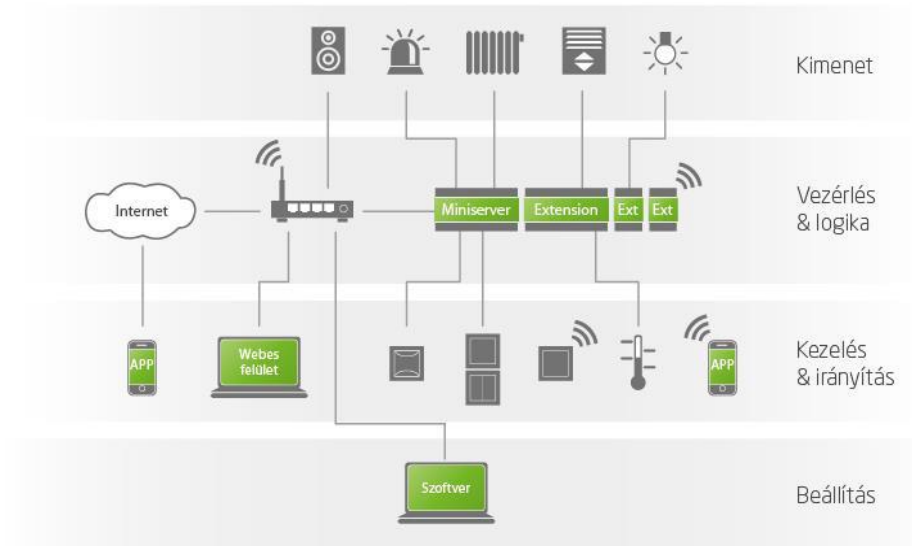 Kimenet
Internet
Miniserver
Extension
Ext
Ext
Vezérlés
& logika
APP
Webes
felület
APP
Kezelés
& irányítás
Szoftver
Beállítás